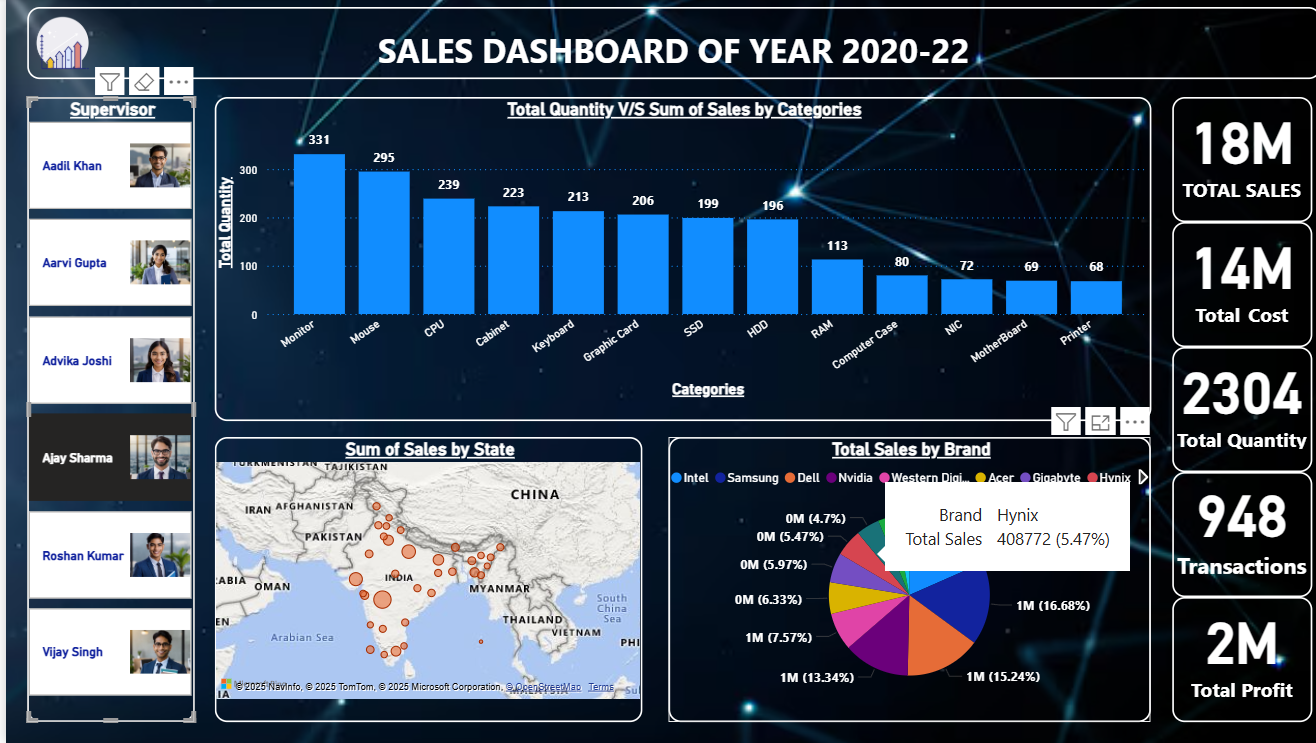 SALES DASHBOARD OF YEAR 2020-22
Supervisor
Aadil Khan
Aarvi Gupta
Advika Joshi
Ajay Sharma
Roshan Kumar
Vijay Singh
Total Quantity V/S Sum of Sales by Categories
Total Quantity
300
200
100
0
331
295
239
223
213
206
199
196
113
80
72
69
68
Monitor
Mouse
CPU
Cabinet
Keyboard
Graphic Card
SSD
HDD
RAM
Computer Case
NIC
MotherBoard
Printer
Categories
Sum of Sales by State
TURKMENISTAN
TAJIKISTAN
CHINA
IRAN
AFGHANISTAN
PAKISTAN
INDIA
OMAN
MYANMAR
South
China
Sea
THAILAND
VIETNAM
PHI
Arabian Sea
© 2025 NavInfo, © 2025 TomTom, © 2025 Microsoft Corporation, © OpenStreetMap Terms
Total Sales by Brand
Intel Samsung Dell Nvidia Western Digi... Acer Gigabyte Hynix
Brand Hynix
Total Sales 408772 (5.47%)
0M (4.7%)
0M (5.47%)
0M (5.97%)
0M (6.33%)
1M (7.57%)
1M (13.34%)
1M (15.24%)
1M (16.68%)
18M
TOTAL SALES
14M
Total Cost
2304
Total Quantity
948
Transactions
2M
Total Profit